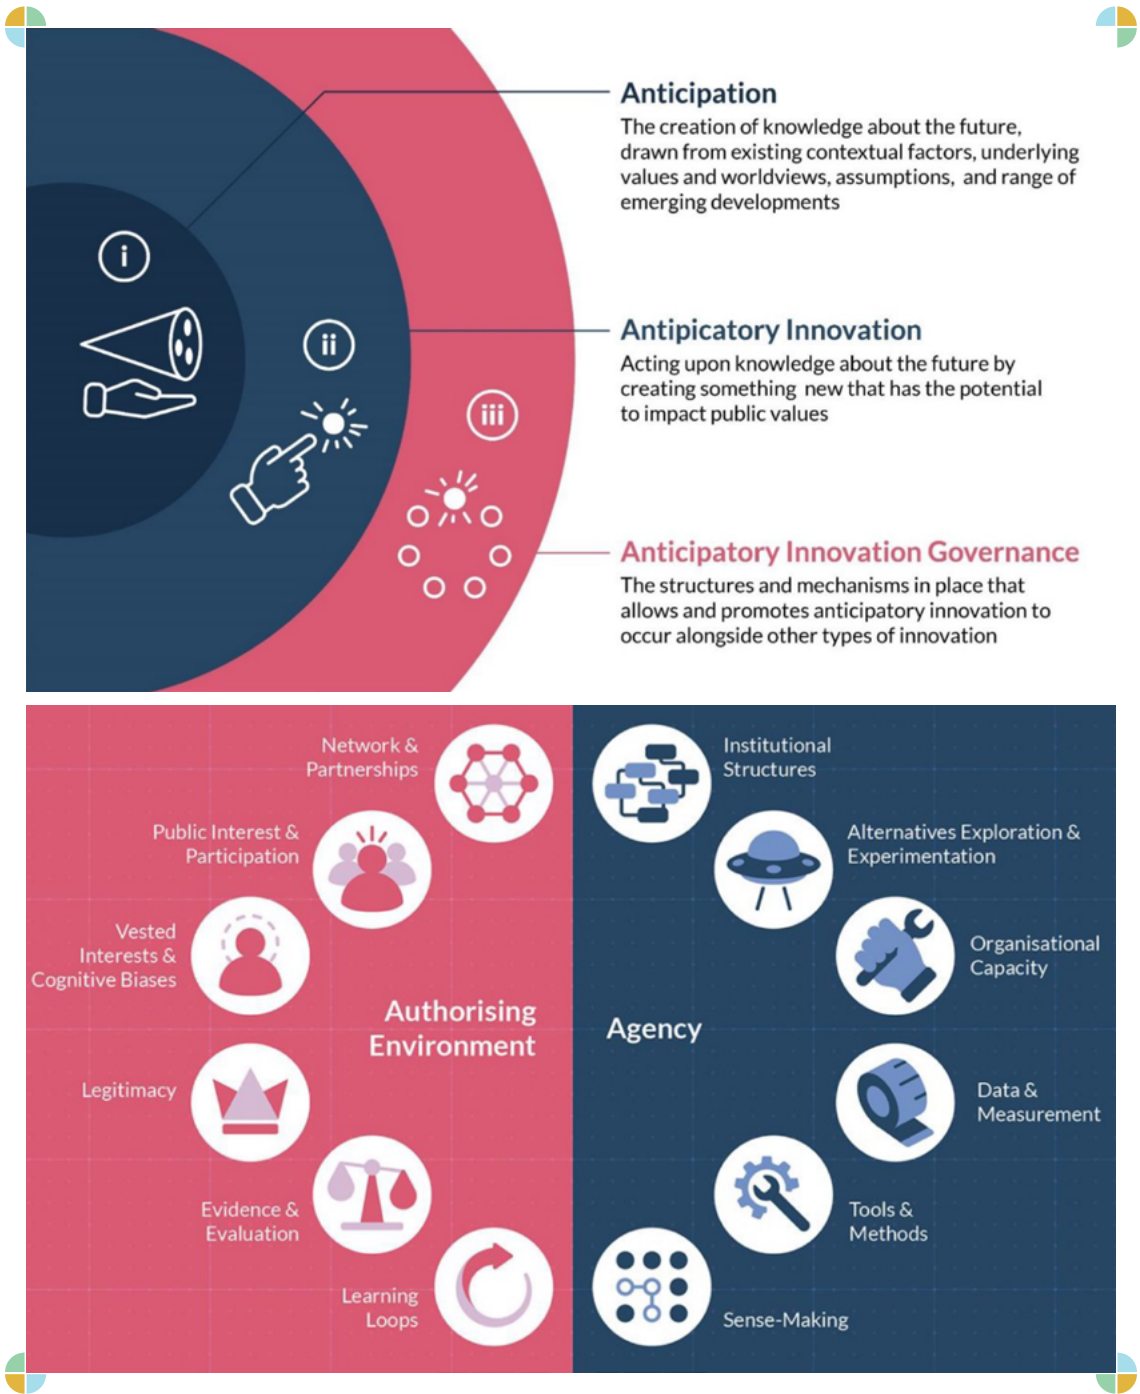 Anticipation
The creation of knowledge about the future,
drawn from existing contextual factors, underlying
values and worldviews, assumptions, and range of
emerging developments
i
ii
Antipicatory Innovation
Acting upon knowledge about the future by
creating something new that has the potential
to impact public values
iii
Anticipatory Innovation Governance
The structures and mechanisms in place that
allows and promotes anticipatory innovation to
occur alongside other types of innovation
Network &
Partnerships
Public Interest &
Participation
Vested
Interests &
Cognitive Biases
Authorising
Environment
Legitimacy
Evidence &
Evaluation
Learning
Loops
Institutional
Structures
Alternatives Exploration &
Experimentation
Organisational
Capacity
Agency
Data &
Measurement
Tools &
Methods
Sense-Making